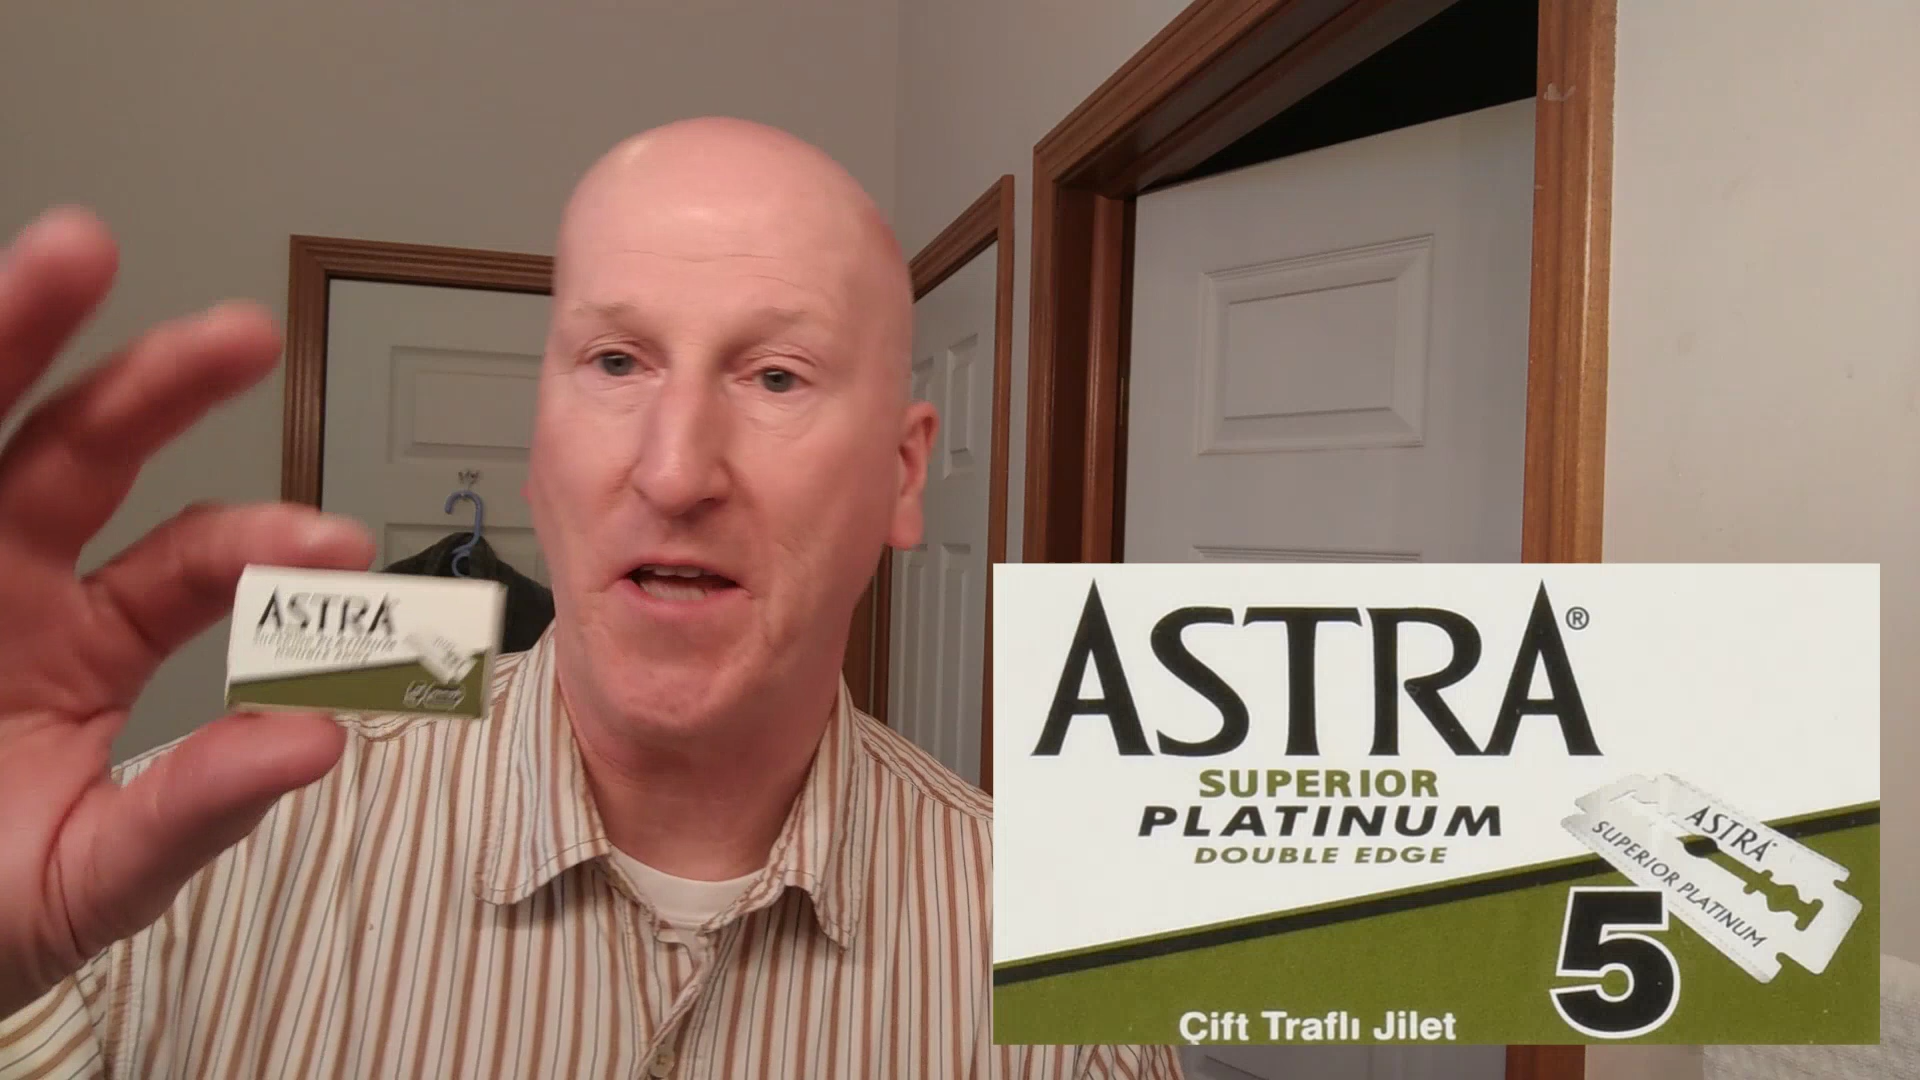 ASTRA
ASTRA®
SUPERIOR
PLATINUM
DOUBLE EDGE
ASTRA
SUPERIOR PLATINUM
5
Çift Traflı Jilet